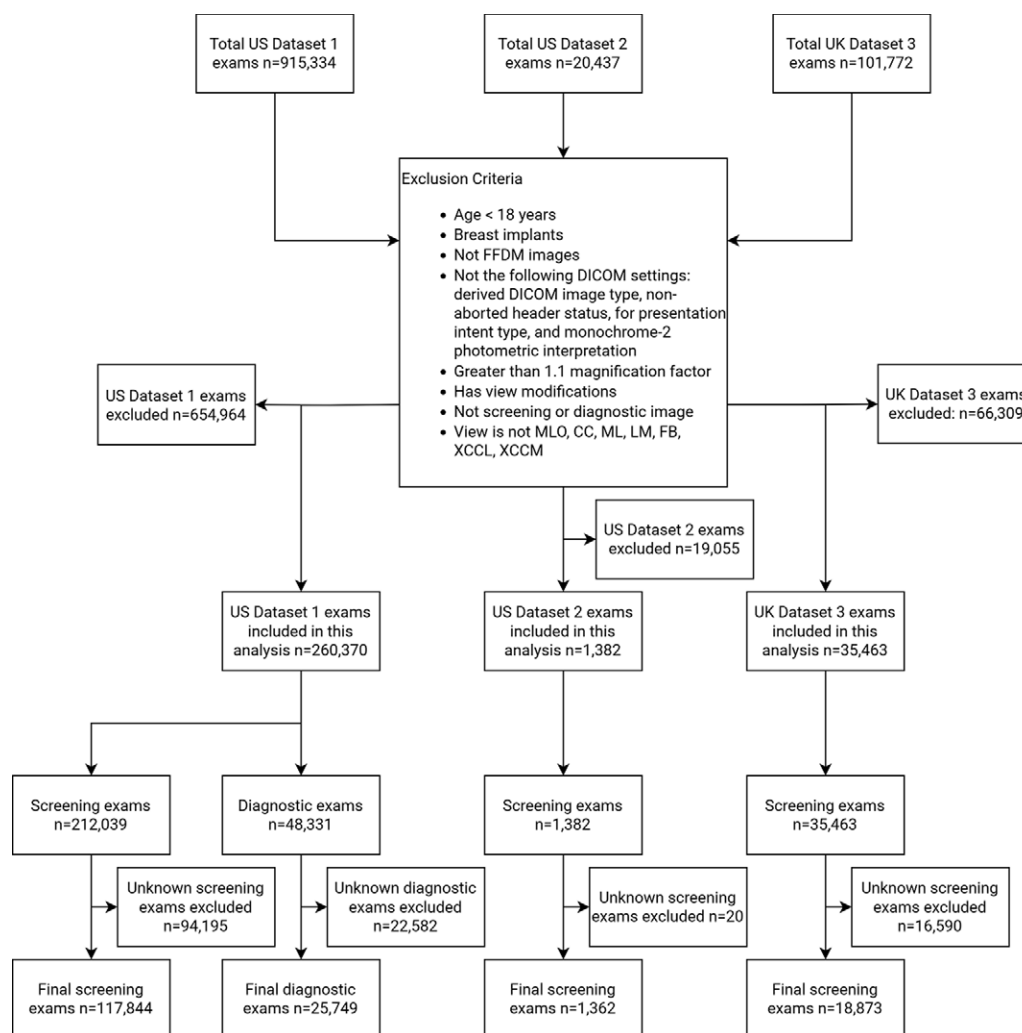 Total US Dataset 1
exams n=915,334
Total US Dataset 2
exams n=20,437
Total UK Dataset 3
exams n=101,772
Exclusion Criteria
• Age < 18 years
• Breast implants
• Not FFDM images
• Not the following DICOM settings:
derived DICOM image type, non-
aborted header status, for presentation
intent type, and monochrome-2
photometric interpretation
• Greater than 1.1 magnification factor
• Has view modifications
• Not screening or diagnostic image
• View is not MLO, CC, ML, LM, FB,
XCCL, XCCM
US Dataset 1 exams
excluded n=654,964
UK Dataset 3 exams
excluded: n=66,309
US Dataset 2 exams
excluded n=19,055
US Dataset 1 exams
included in this
analysis n=260,370
US Dataset 2 exams
included in this
analysis n=1,382
UK Dataset 3 exams
included in this
analysis n=35,463
Screening exams
n=212,039
Diagnostic exams
n=48,331
Screening exams
n=1,382
Screening exams
n=35,463
Unknown screening
exams excluded
n=94,195
Unknown diagnostic
exams excluded
n=22,582
Unknown screening
exams excluded n=20
Unknown screening
exams excluded
n=16,590
Final screening
exams n=117,844
Final diagnostic
exams n=25,749
Final screening
exams n=1,362
Final screening
exams n=18,873